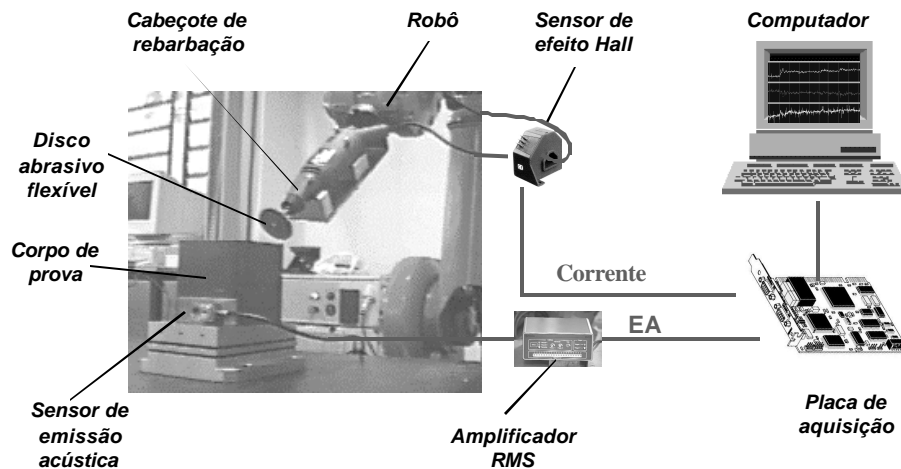 Cabeçote de
rebarbação
Robô
Sensor de
efeito Hall
Computador
Disco
abrasivo
flexível
Corpo de
prova
Corrente
EA
Sensor de
emissão
acústica
Amplificador
RMS
Placa de
aquisição